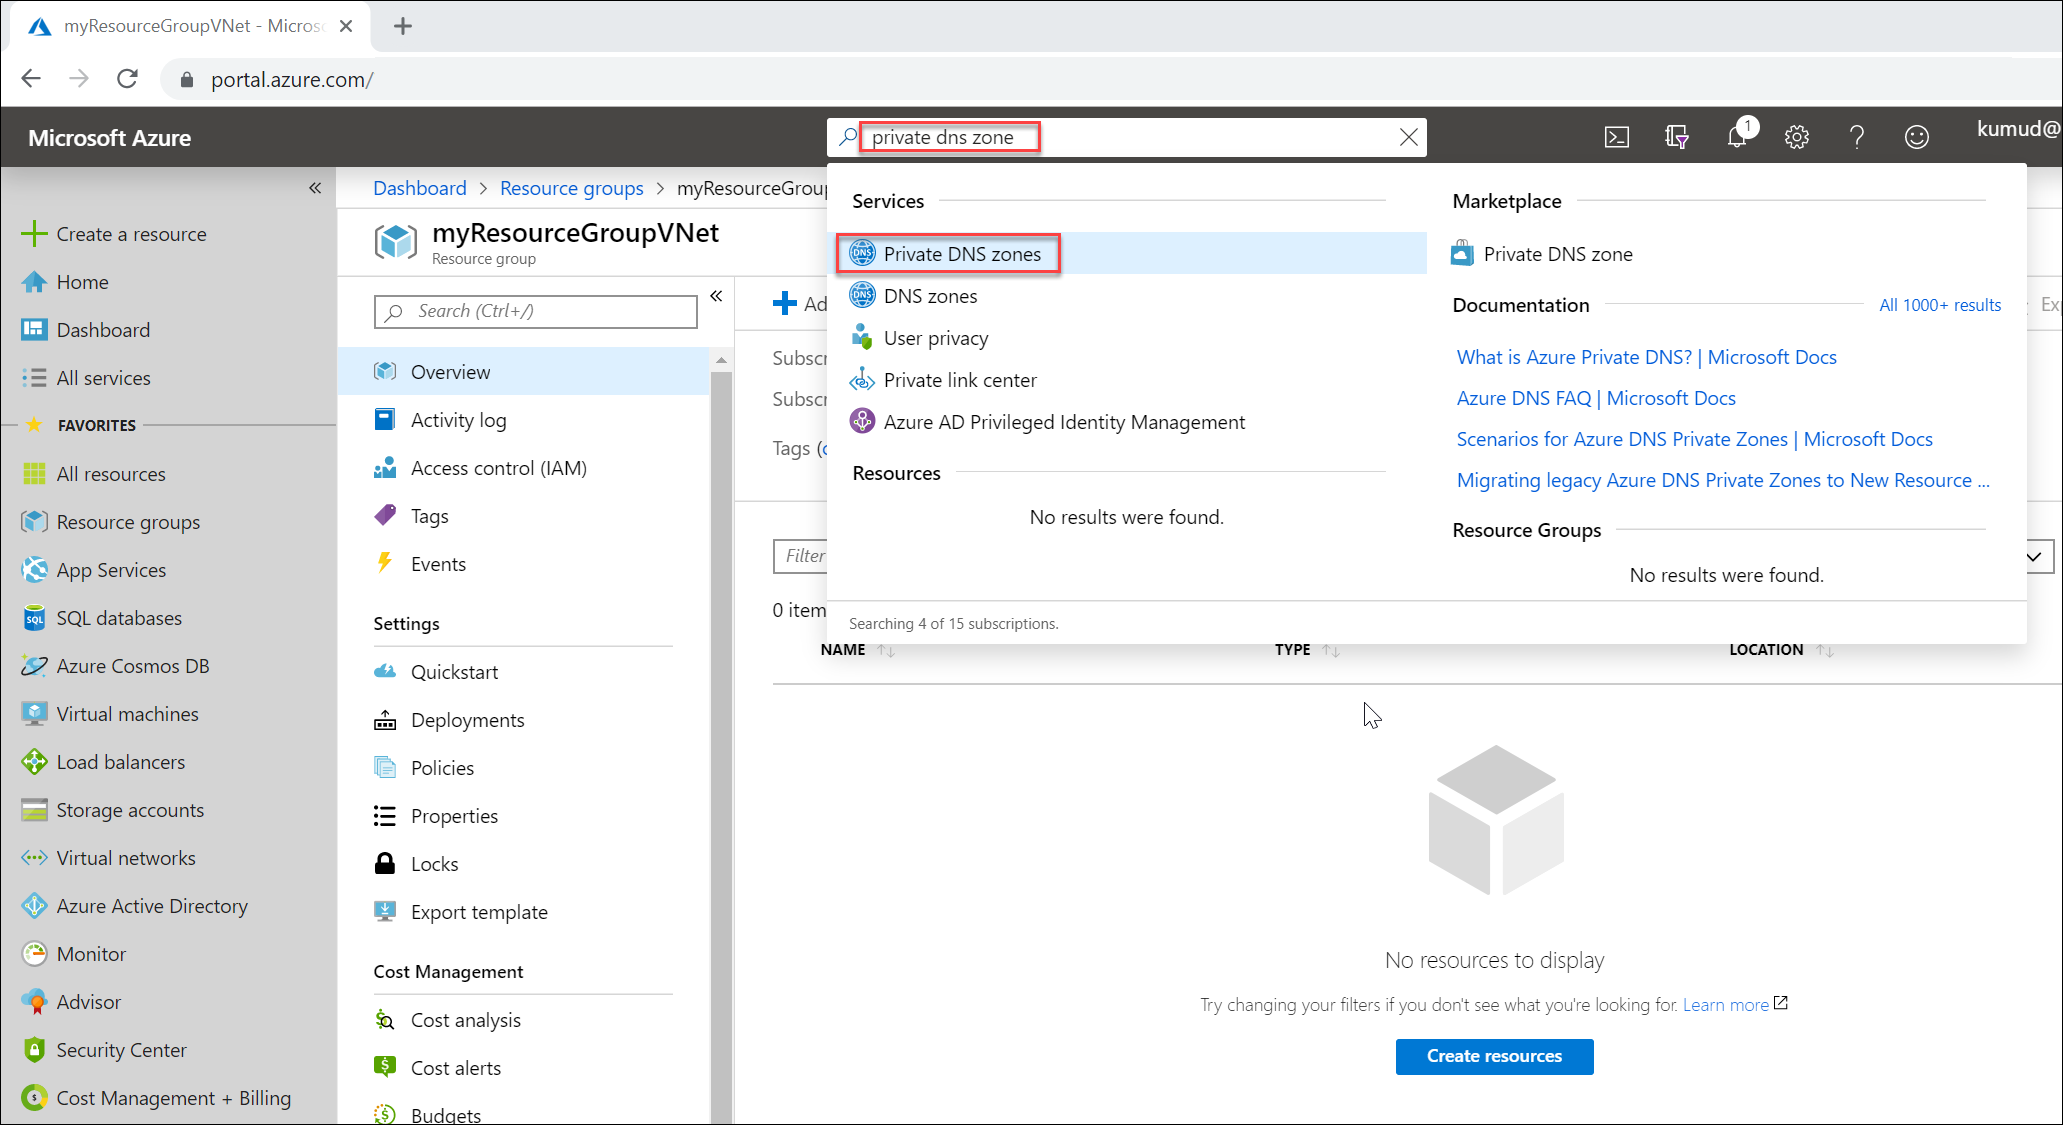 myResourceGroupVNet - Micros
portal.azure.com/
Microsoft Azure
private dns zone
1
kumud@
Dashboard > Resource groups > myResourceGroup
myResourceGroupVNet
Resource group
Create a resource
Home
Dashboard
All services
FAVORITES
All resources
Resource groups
App Services
SQL databases
Azure Cosmos DB
Virtual machines
Load balancers
Storage accounts
Virtual networks
Azure Active Directory
Monitor
Advisor
Security Center
Cost Management + Billing
Search (Ctrl+/)
Overview
Activity log
Access control (IAM)
Tags
Events
Settings
Quickstart
Deployments
Policies
Properties
Locks
Export template
Cost Management
Cost analysis
Cost alerts
Budgets
Ad
Subscr
Subscr
Tags (c
Filter
0 item
Services
Private DNS zones
DNS zones
User privacy
Private link center
Azure AD Privileged Identity Management
Resources
No results were found.
Marketplace
Private DNS zone
Documentation All 1000+ results
What is Azure Private DNS? | Microsoft Docs
Azure DNS FAQ | Microsoft Docs
Scenarios for Azure DNS Private Zones | Microsoft Docs
Migrating legacy Azure DNS Private Zones to New Resource ...
Resource Groups
No results were found.
Searching 4 of 15 subscriptions.
Ex
NAME TYPE LOCATION
No resources to display
Try changing your filters if you don't see what you're looking for. Learn more
Create resources